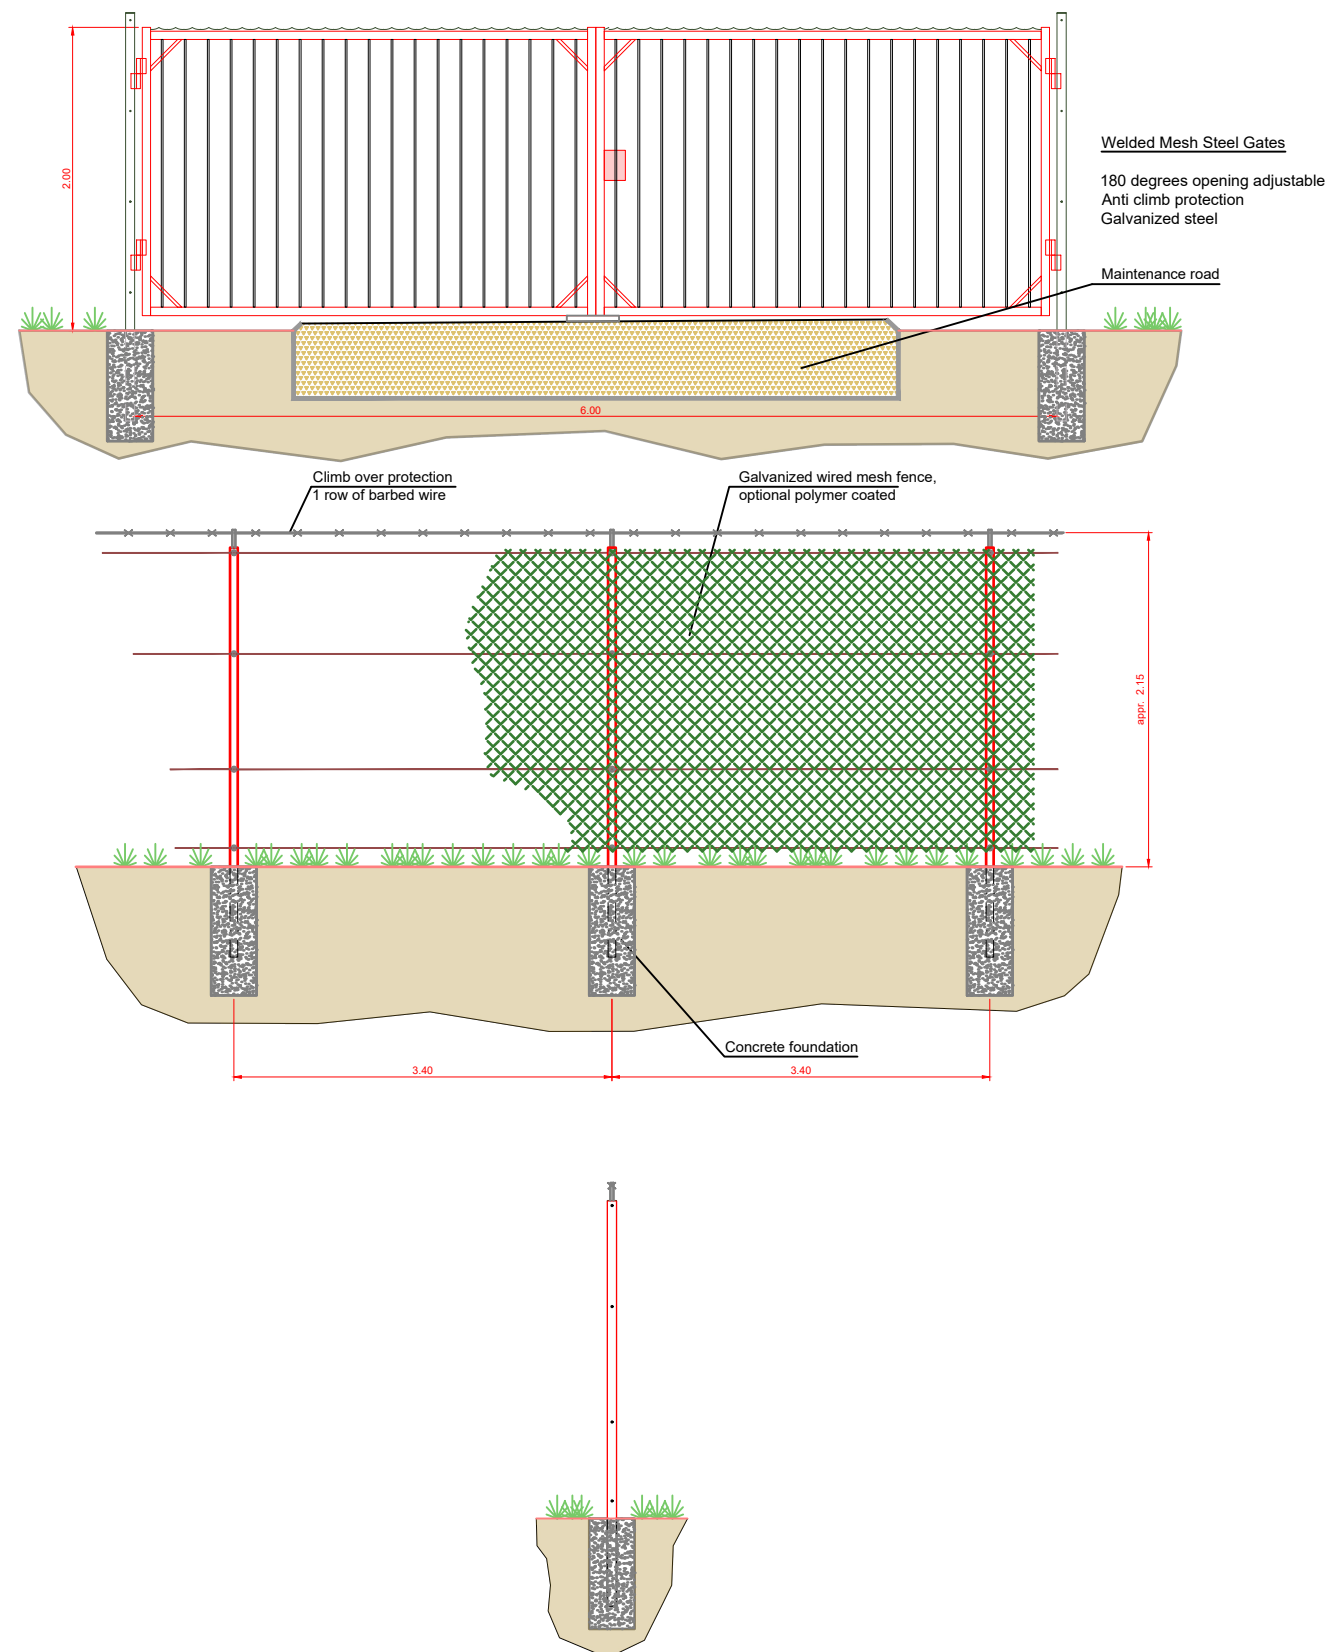 2.00
Welded Mesh Steel Gates
180 degrees opening adjustable
Anti climb protection
Galvanized steel
Maintenance road
6.00
Climb over protection
1 row of barbed wire
Galvanized wired mesh fence,
optional polymer coated
appr. 2.15
Concrete foundation
3.40
3.40